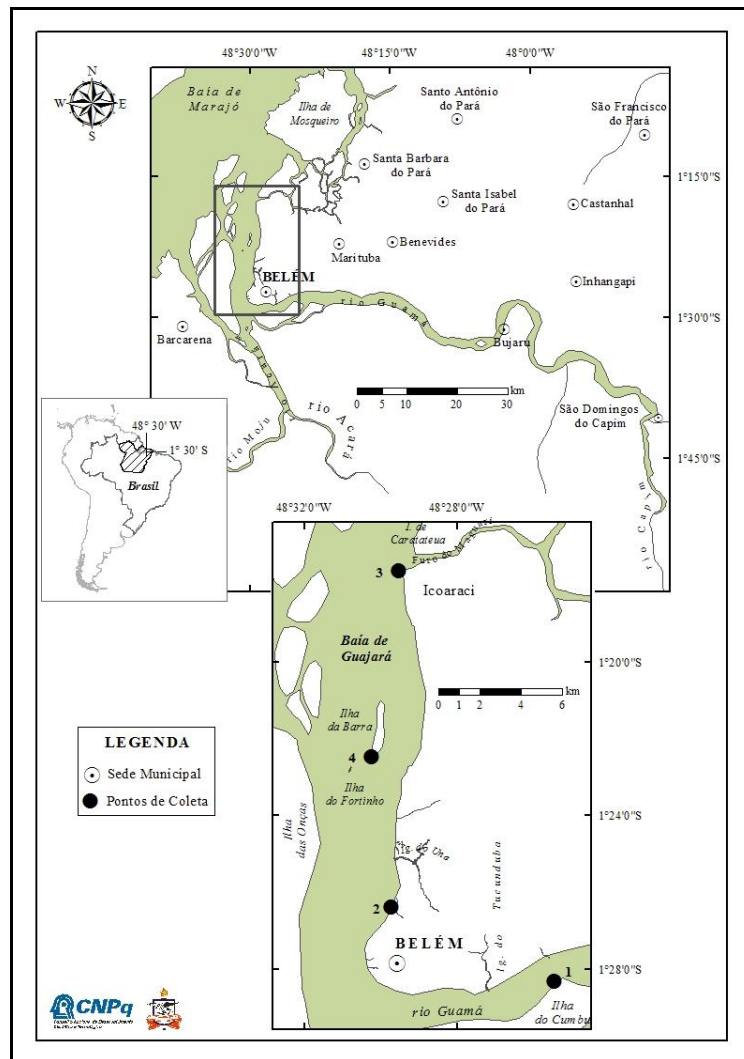 48°30'0"W 48°15'0"W 48°0'0"W
N
W E
S
Baía de
Marajó
Ilha de
Mosqueiro
Santo Antônio
do Pará
São Francisco
do Pará
Santa Barbara
do Pará
1°15'0"S
Santa Isabel
do Pará
Castanhal
Marituba
Benevides
BELÉM
Inhangapi
rio Guamá
1°30'0"S
Barcarena
Bujaru
0 5 10 20 30
km
rio Acará
rio Moju
São Domingos
do Capim
1°45'0"S
rio Capim
48° 30' W
1° 30' S
Brasil
48°32'0"W 48°28'0"W
I. de
Caratateua
3
Icoaraci
Baía de
Guajará
1°20'0"S
0 1 2 4 6
km
Ilha
da Barra
4
Ilha
do Fortinho
Ilha
das Onças
1°24'0"S
Ig. do Una
Ig. do Tucunduba
2
BELÉM
1
1°28'0"S
rio Guamá
Ilha
do Cumbu
LEGENDA
Sede Municipal
Pontos de Coleta
CNPq